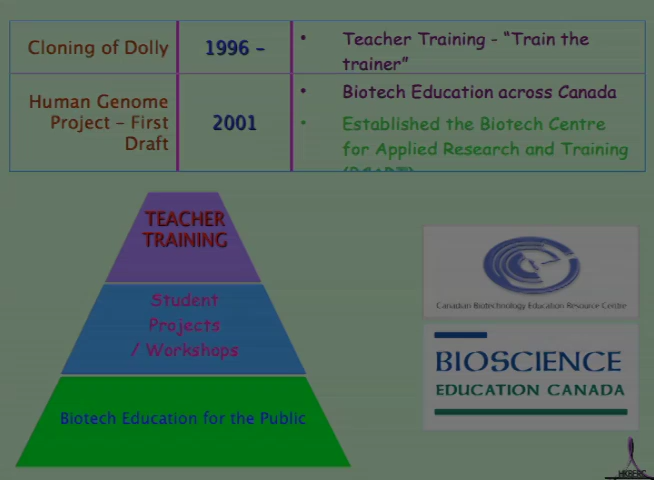 Cloning of Dolly
1996 –
• Teacher Training - "Train the
trainer"
Human Genome
Project – First
Draft
2001
• Biotech Education across Canada
• Established the Biotech Centre
for Applied Research and Training
TEACHER
TRAINING
Student
Projects
/ Workshops
Biotech Education for the Public
Canadian Biotechnology Education Resource Centre
BIOSCIENCE
EDUCATION CANADA